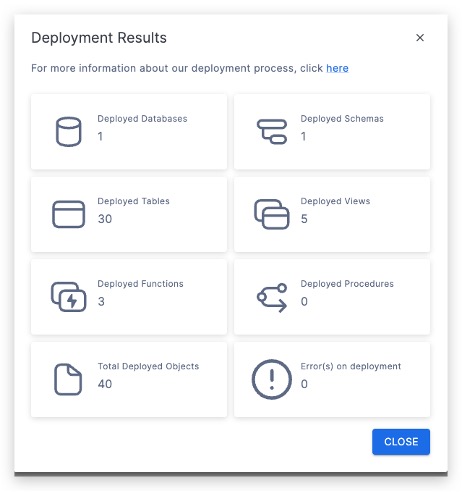 Deployment Results
For more information about our deployment process, click here
Deployed Databases
1
Deployed Schemas
1
Deployed Tables
30
Deployed Views
5
Deployed Functions
3
Deployed Procedures
0
Total Deployed Objects
40
Error(s) on deployment
0
CLOSE